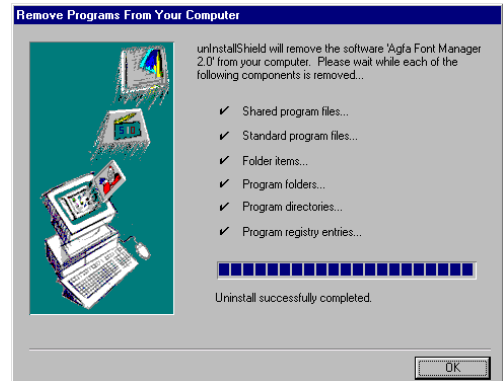 Remove Programs From Your Computer
unInstallShield will remove the software 'Agfa Font Manager
2.0' from your computer. Please wait while each of the
following components is removed...
✔ Shared program files...
✔ Standard program files...
✔ Folder items...
✔ Program folders...
✔ Program directories...
✔ Program registry entries...
Uninstall successfully completed.
OK